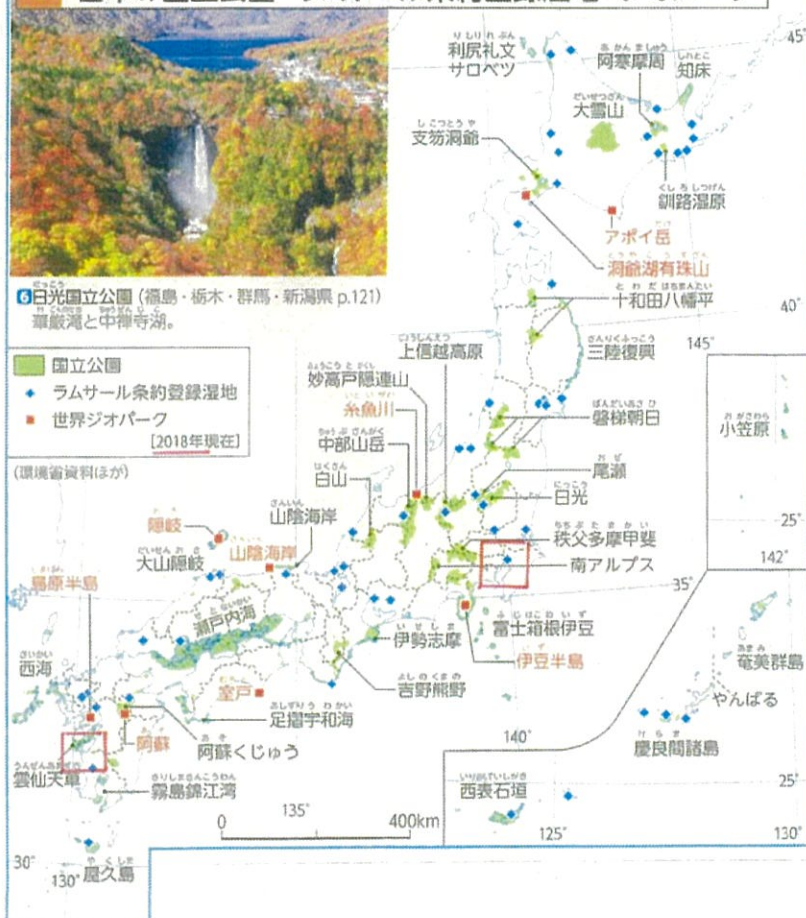 6日光国立公園(福島・栃木・群馬・新潟県 p.121)
華厳滝と中禅寺湖。
国立公園
ラムサール条約登録湿地
世界ジオパーク
[2018年現在]
(環境省資料ほか)
利尻礼文
サロベツ
阿寒摩周
知床
大雪山
支笏洞爺
釧路湿原
アポイ岳
洞爺湖有珠山
十和田八幡平
三陸復興
上信越高原
妙高戸隠連山
糸魚川
中部山岳
白山
磐梯朝日
尾瀬
日光
山陰海岸
隠岐
山陰海岸
大山隠岐
島原半島
秩父多摩甲斐
南アルプス
瀬戸内海
伊勢志摩
富士箱根伊豆
伊豆半島
西海
室戸
吉野熊野
足摺宇和海
阿蘇
阿蘇くじゅう
雲仙天草
霧島錦江湾
屋久島
小笠原
奄美群島
やんばる
慶良間諸島
西表石垣
45°
40°
145°
25°
142°
35°
140°
135°
0
400km
30°
130°
25°
125°
130°